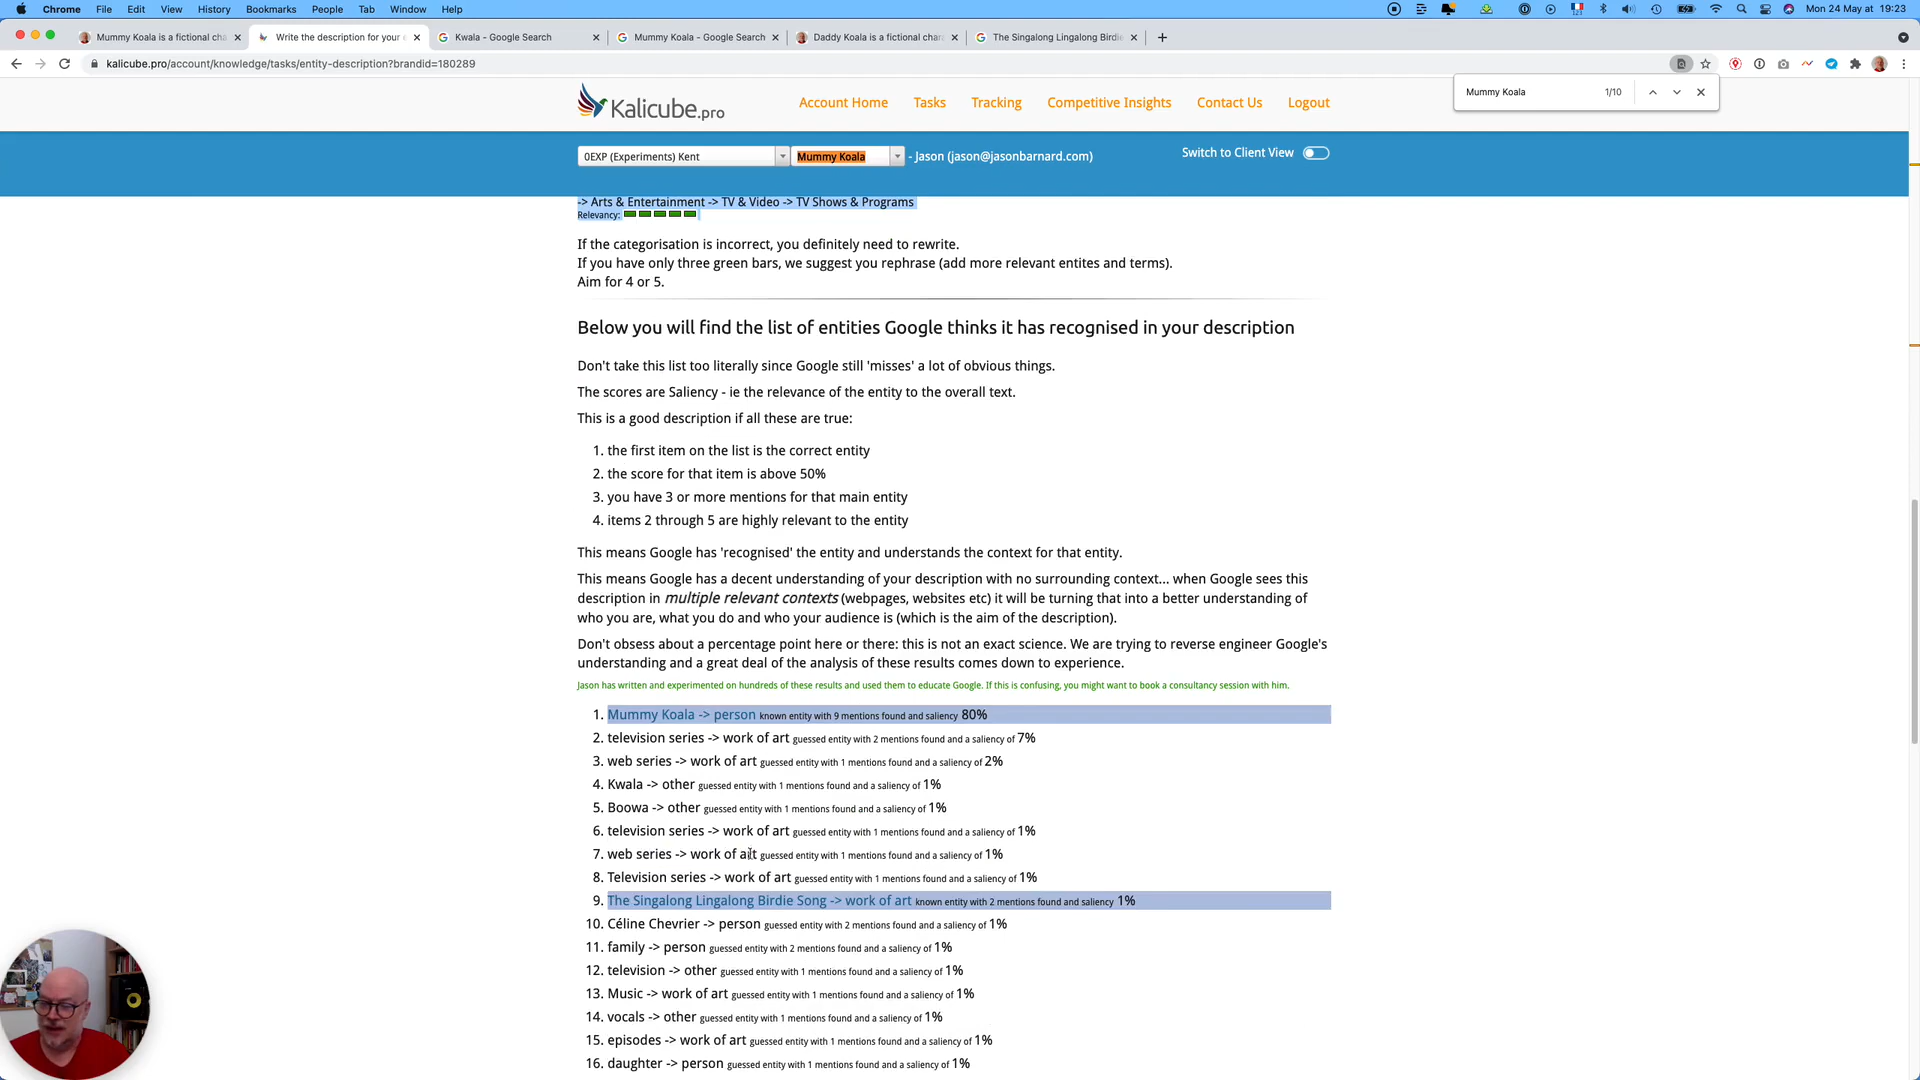 Chrome File Edit View History Bookmarks People Tab Window Help Mon 24 May at 19:23
Mummy Koala is a fictional cha Write the description for your e Kwala - Google Search Mummy Koala - Google Search Daddy Koala is a fictional char The Singalong Lingalong Birdie
kalicube.pro/account/knowledge/tasks/entity-description?brandid=180289
Mummy Koala 1/10
Kalicube.pro Account Home Tasks Tracking Competitive Insights Contact Us Logout
0EXP (Experiments) Kent Mummy Koala - Jason (jason@jasonbarnard.com) Switch to Client View
-> Arts & Entertainment -> TV & Video -> TV Shows & Programs
Relevancy:
If the categorisation is incorrect, you definitely need to rewrite.
If you have only three green bars, we suggest you rephrase (add more relevant entites and terms).
Aim for 4 or 5.
Below you will find the list of entities Google thinks it has recognised in your description
Don't take this list too literally since Google still 'misses' a lot of obvious things.
The scores are Saliency - ie the relevance of the entity to the overall text.
This is a good description if all these are true:
1. the first item on the list is the correct entity
2. the score for that item is above 50%
3. you have 3 or more mentions for that main entity
4. items 2 through 5 are highly relevant to the entity
This means Google has 'recognised' the entity and understands the context for that entity.
This means Google has a decent understanding of your description with no surrounding context... when Google sees this
description in multiple relevant contexts (webpages, websites etc) it will be turning that into a better understanding of
who you are, what you do and who your audience is (which is the aim of the description).
Don't obsess about a percentage point here or there: this is not an exact science. We are trying to reverse engineer Google's
understanding and a great deal of the analysis of these results comes down to experience.
Jason has written and experimented on hundreds of these results and used them to educate Google. If this is confusing, you might want to book a consultancy session with him.
1. Mummy Koala -> person known entity with 9 mentions found and saliency 80%
2. television series -> work of art guessed entity with 2 mentions found and a saliency of 7%
3. web series -> work of art guessed entity with 1 mentions found and a saliency of 2%
4. Kwala -> other guessed entity with 1 mentions found and a saliency of 1%
5. Boowa -> other guessed entity with 1 mentions found and a saliency of 1%
6. television series -> work of art guessed entity with 1 mentions found and a saliency of 1%
7. web series -> work of art guessed entity with 1 mentions found and a saliency of 1%
8. Television series -> work of art guessed entity with 1 mentions found and a saliency of 1%
9. The Singalong Lingalong Birdie Song -> work of art known entity with 2 mentions found and saliency 1%
10. Céline Chevrier -> person guessed entity with 2 mentions found and a saliency of 1%
11. family -> person guessed entity with 2 mentions found and a saliency of 1%
12. television -> other guessed entity with 1 mentions found and a saliency of 1%
13. Music -> work of art guessed entity with 1 mentions found and a saliency of 1%
14. vocals -> other guessed entity with 1 mentions found and a saliency of 1%
15. episodes -> work of art guessed entity with 1 mentions found and a saliency of 1%
16. daughter -> person guessed entity with 1 mentions found and a saliency of 1%